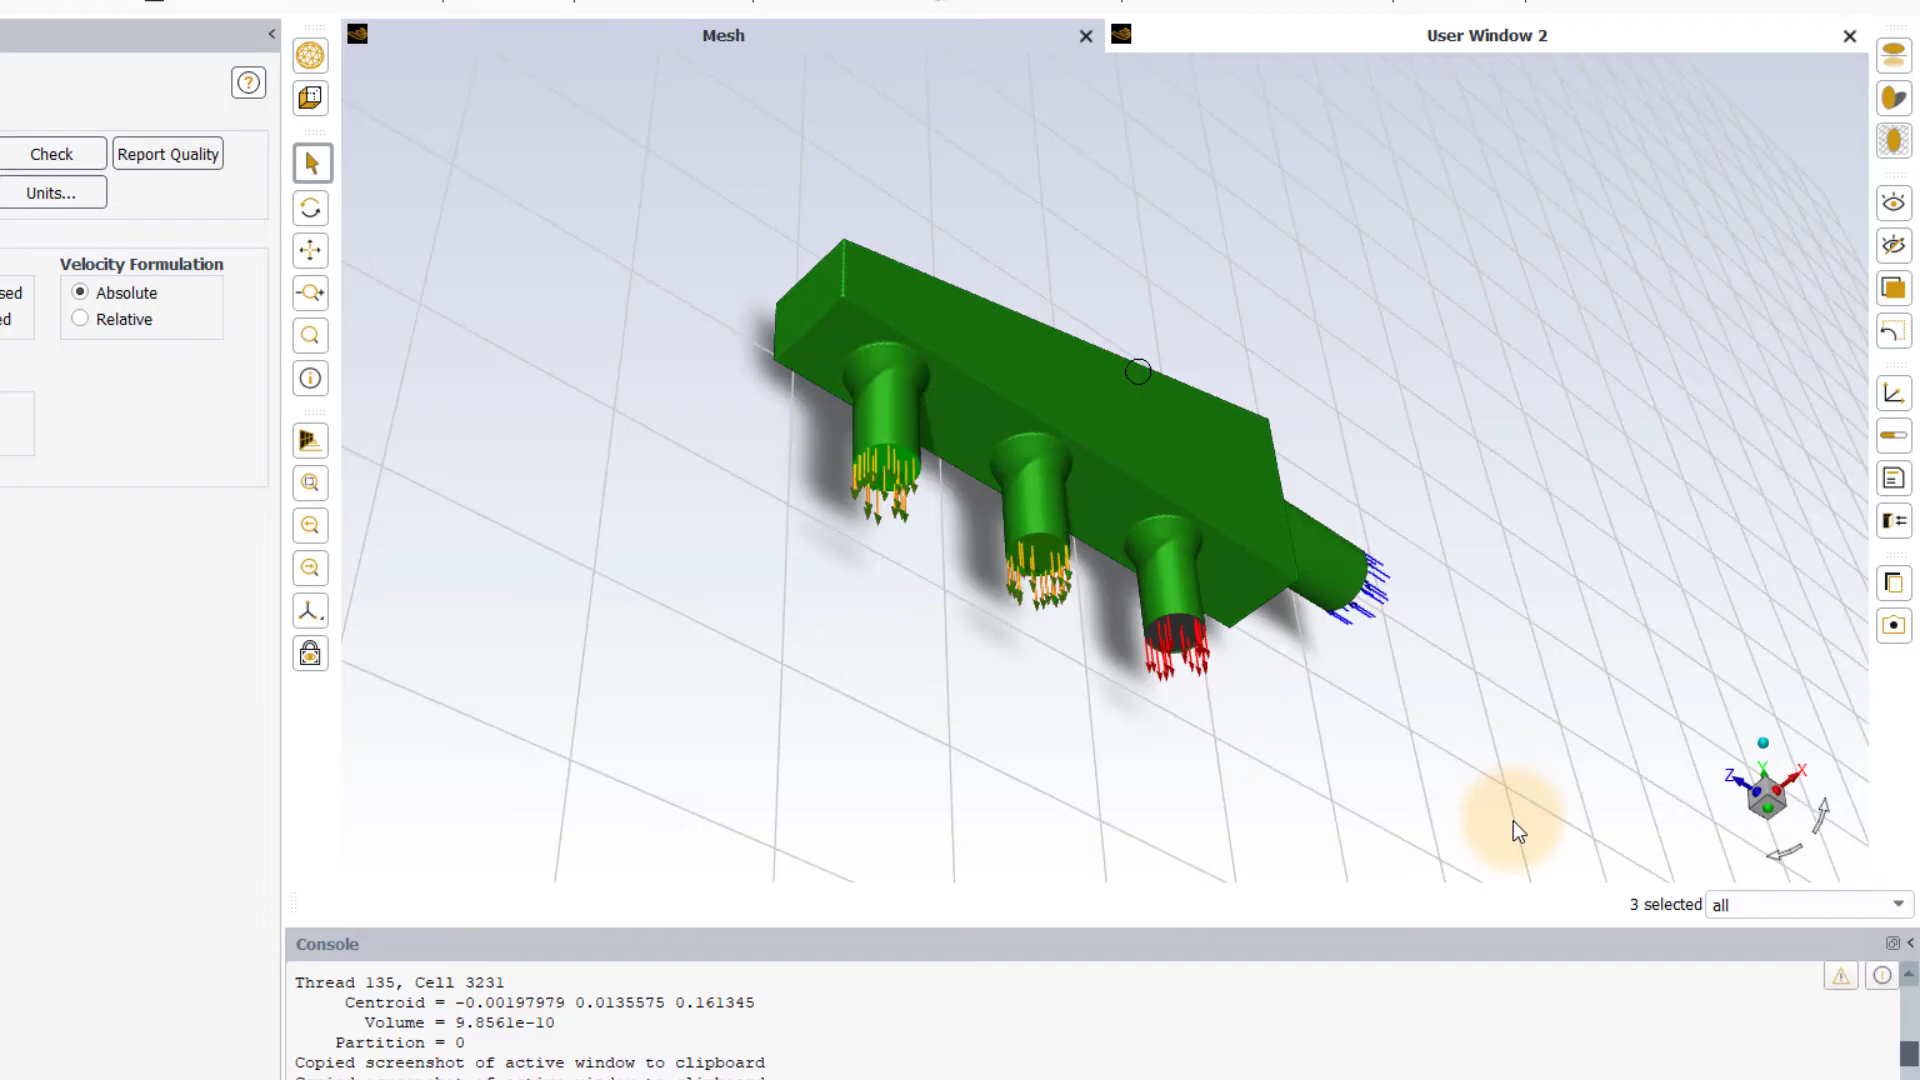 Mesh
User Window 2
Check
Report Quality
Units...
Velocity Formulation
sed
Absolute
d
Relative
Z
Y
X
3 selected
all
Console
Thread 135, Cell 3231
Centroid = -0.00197979 0.0135575 0.161345
Volume = 9.8561e-10
Partition = 0
Copied screenshot of active window to clipboard